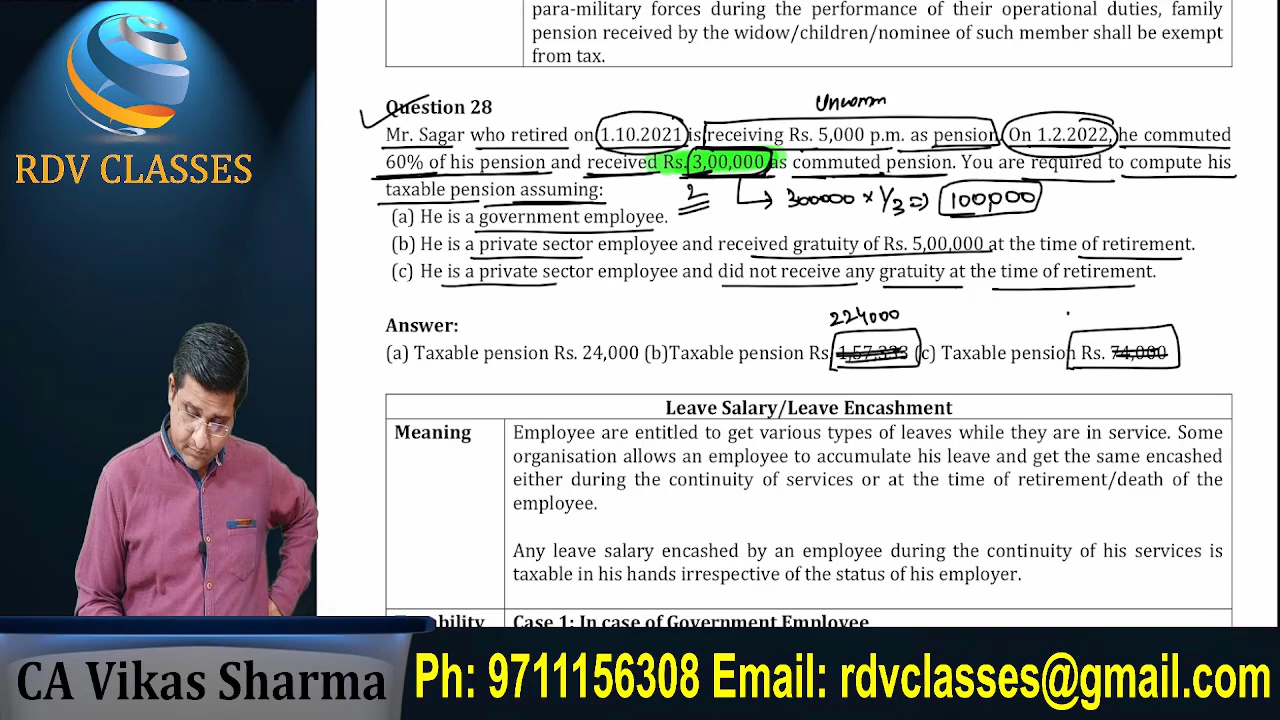 para-military forces during the performance of their operational duties, family
pension received by the widow/children/nominee of such member shall be exempt
from tax.
Question 28
Uncomm
Mr. Sagar who retired on 1.10.2021 is receiving Rs. 5,000 p.m. as pension. On 1.2.2022, he commuted
60% of his pension and received Rs. 3,00,000 as commuted pension. You are required to compute his
taxable pension assuming:
2 300000 × 1/3 ⇒ 100000
(a) He is a government employee.
(b) He is a private sector employee and received gratuity of Rs. 5,00,000 at the time of retirement.
(c) He is a private sector employee and did not receive any gratuity at the time of retirement.
224000
Answer:
(a) Taxable pension Rs. 24,000 (b)Taxable pension Rs. 1,57,333 (c) Taxable pension Rs. 74,000
Leave Salary/Leave Encashment
Meaning
Employee are entitled to get various types of leaves while they are in service. Some
organisation allows an employee to accumulate his leave and get the same encashed
either during the continuity of services or at the time of retirement/death of the
employee.
Any leave salary encashed by an employee during the continuity of his services is
taxable in his hands irrespective of the status of his employer.
Case 1: In case of Government Employee
RDV CLASSES
CA Vikas Sharma
Ph: 9711156308 Email: rdvclasses@gmail.com